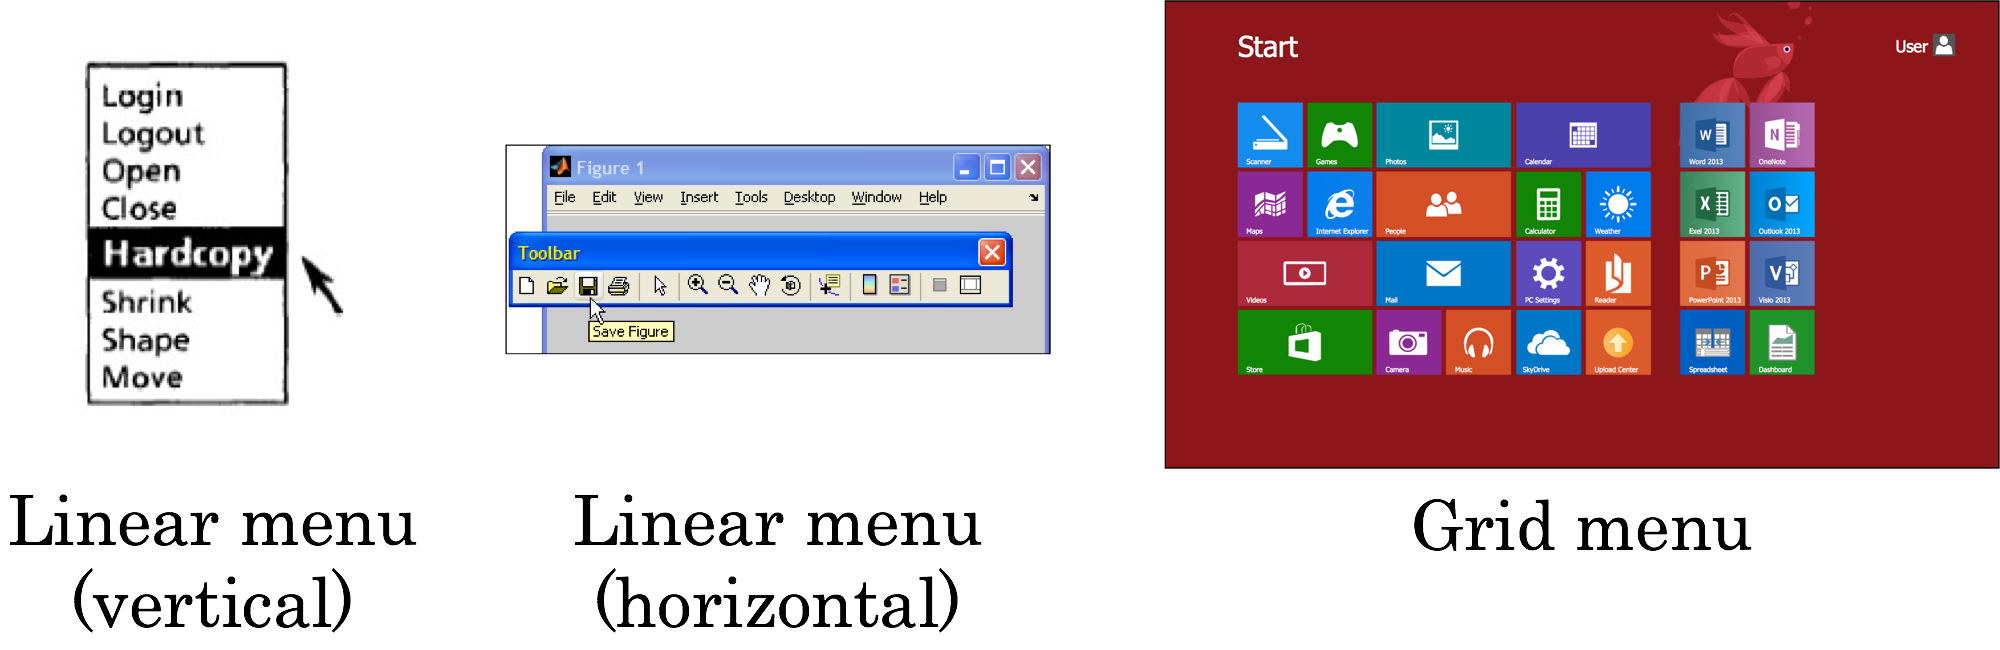 Login
Logout
Open
Close
Hardcopy
Shrink
Shape
Move
Linear menu
(vertical)
Figure 1
File Edit View Insert Tools Desktop Window Help
Toolbar
Save Figure
Linear menu
(horizontal)
Start
User
Scanner Games Photos Calendar Word 2013 OneNote
Maps Internet Explorer People Calculator Weather Exel 2013 Outlook 2013
Videos Mail PC Settings Reader PowerPoint 2013 Visio 2013
Store Camera Music SkyDrive Upload Center Spreadsheet Dashboard
Grid menu